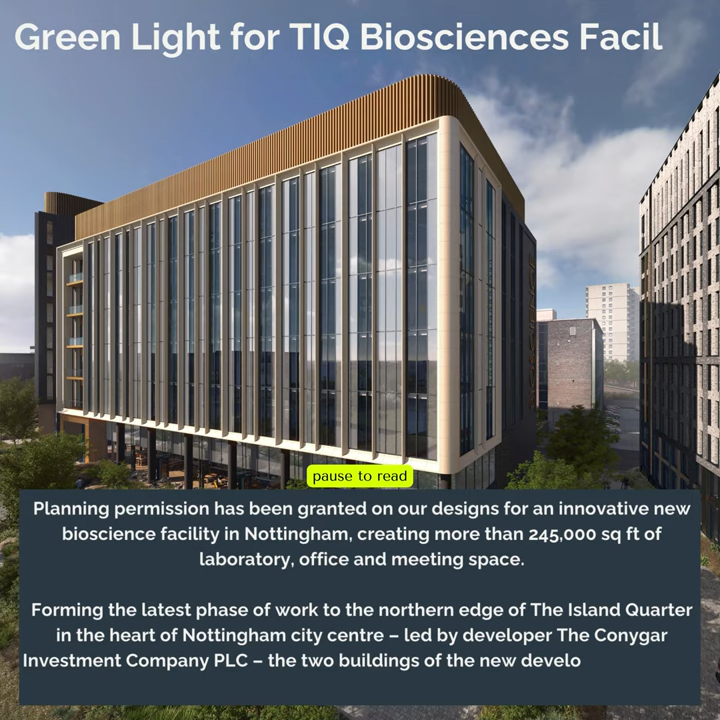 Green Light for TIQ Biosciences Facil
pause to read
Planning permission has been granted on our designs for an innovative new
bioscience facility in Nottingham, creating more than 245,000 sq ft of
laboratory, office and meeting space.
Forming the latest phase of work to the northern edge of The Island Quarter
in the heart of Nottingham city centre – led by developer The Conygar
Investment Company PLC – the two buildings of the new develo